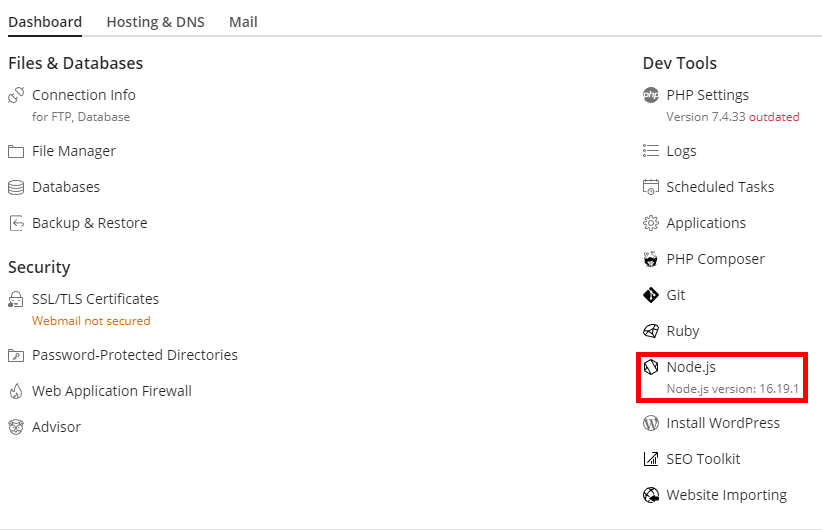 Dashboard Hosting & DNS Mail
Files & Databases
Connection Info
for FTP, Database
File Manager
Databases
Backup & Restore
Security
SSL/TLS Certificates
Webmail not secured
Password-Protected Directories
Web Application Firewall
Advisor
Dev Tools
php
PHP Settings
Version 7.4.33 outdated
Logs
Scheduled Tasks
Applications
PHP Composer
Git
Ruby
Node.js
Node.js version: 16.19.1
Install WordPress
SEO Toolkit
Website Importing